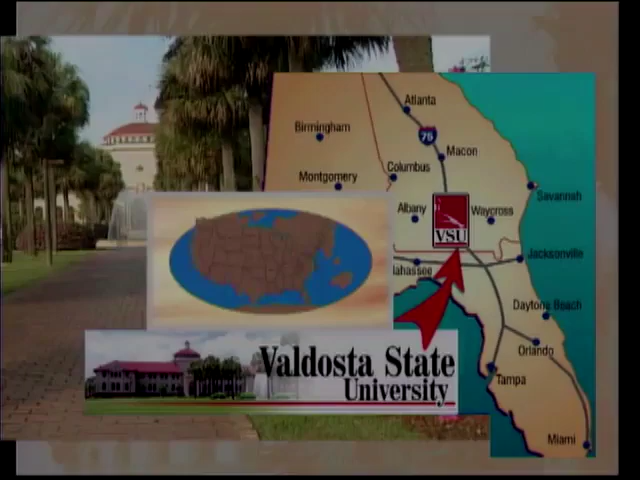 Atlanta
75
Birmingham
Macon
Columbus
Montgomery
Savannah
Albany
Waycross
VSU
Jacksonville
lahassee
Daytona Beach
Orlando
Tampa
Miami
Valdosta State
University